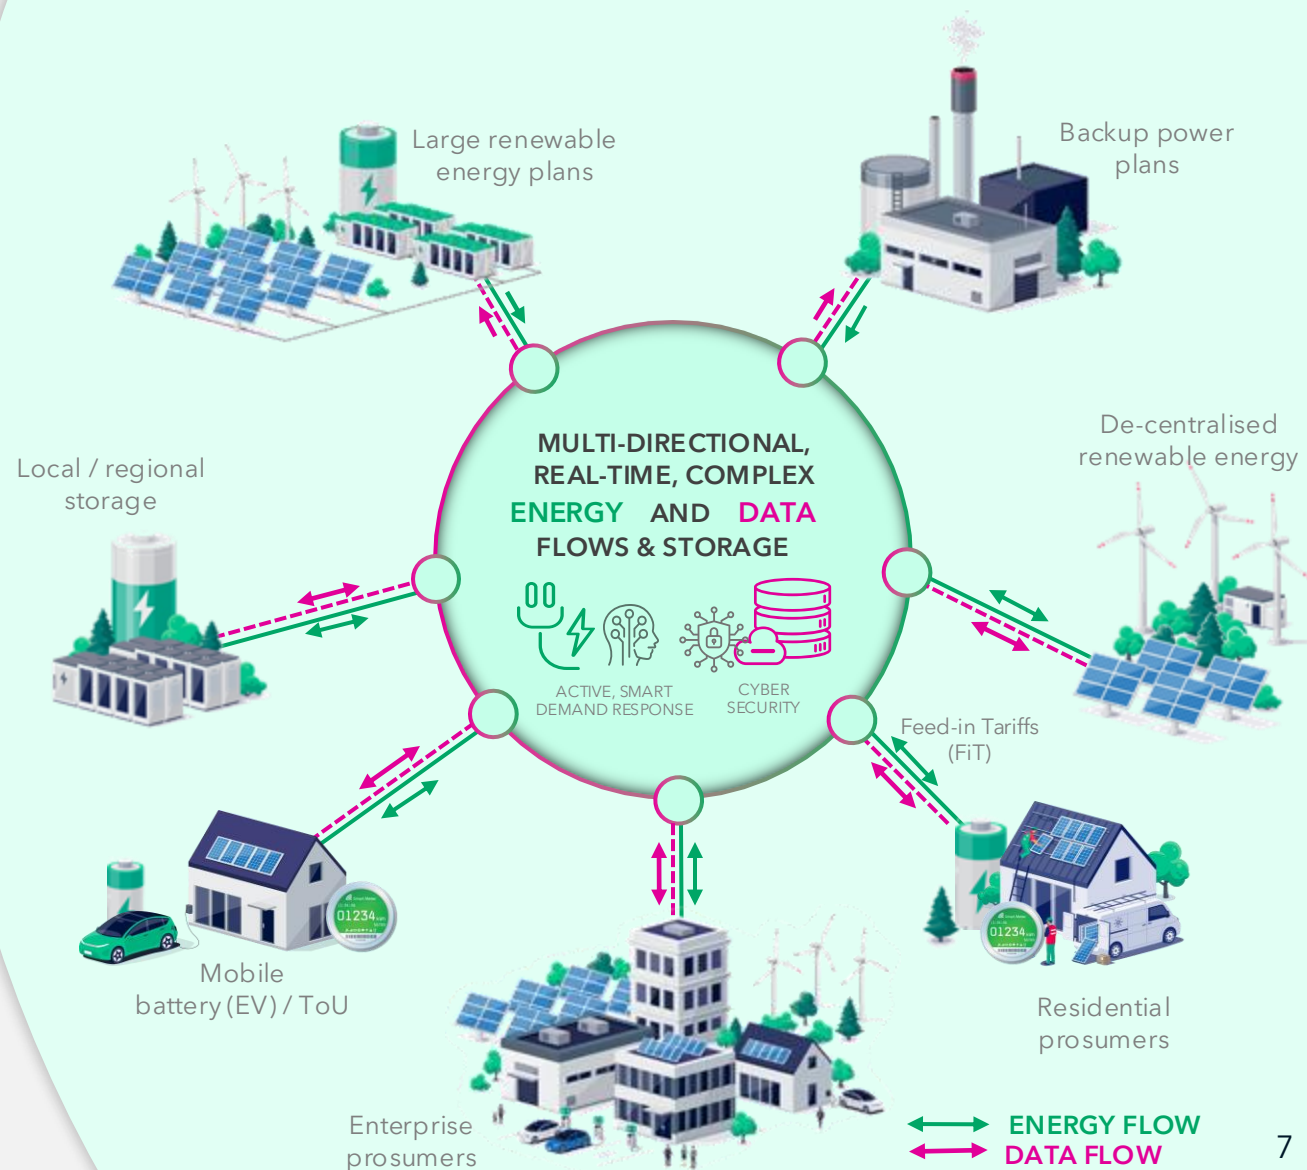 Large renewable
energy plans
Backup power
plans
De-centralised
renewable energy
Local / regional
storage
MULTI-DIRECTIONAL,
REAL-TIME, COMPLEX
ENERGY AND DATA
FLOWS & STORAGE
ACTIVE, SMART
DEMAND RESPONSE
CYBER
SECURITY
Feed-in Tariffs
(FiT)
01234
01234
Mobile
battery (EV) / ToU
Residential
prosumers
Enterprise
prosumers
ENERGY FLOW
DATA FLOW
7